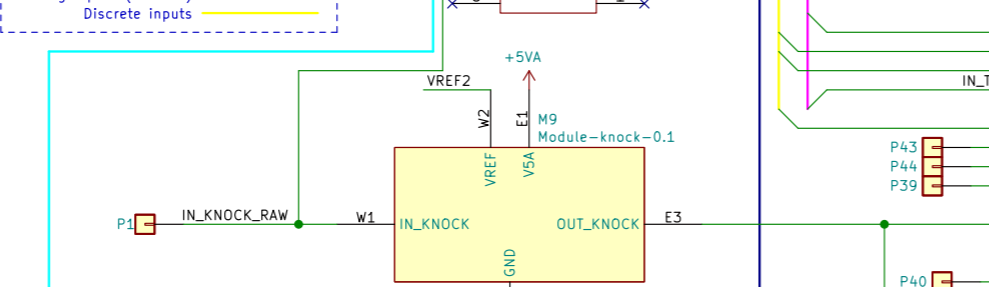 Discrete inputs
+5VA
VREF2
IN_T
W2
E1
M9
Module-knock-0.1
VREF
V5A
P43
P44
P39
P1
IN_KNOCK_RAW
W1
IN_KNOCK
OUT_KNOCK
E3
GND
P40